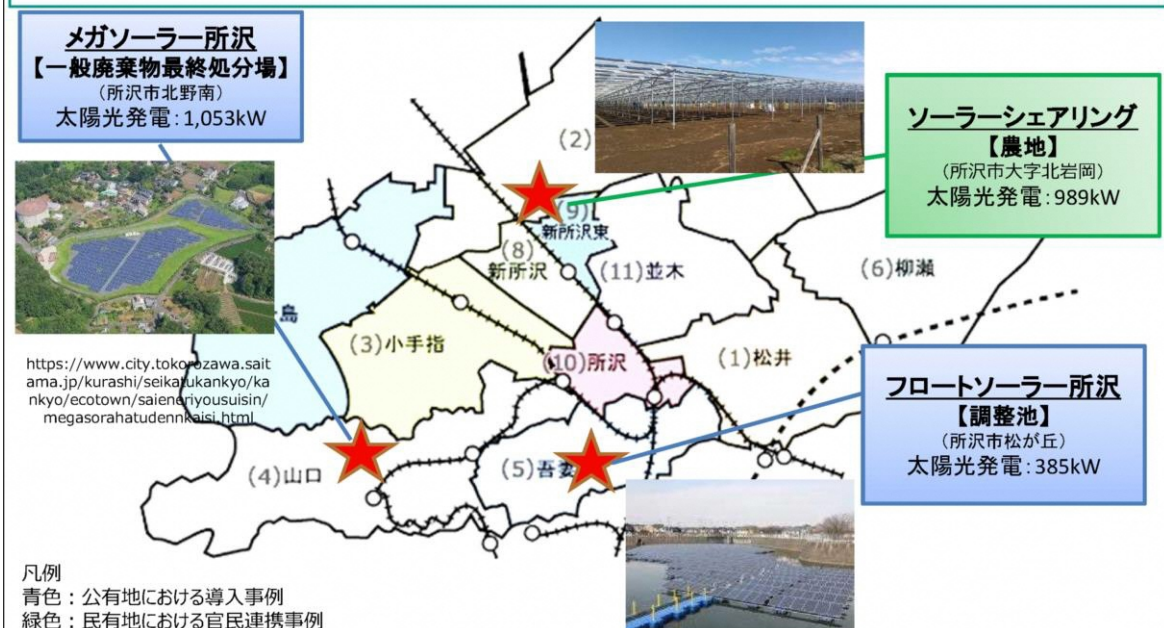 メガソーラー所沢
【一般廃棄物最終処分場】
(所沢市北野南)
太陽光発電:1,053kW
ソーラーシェアリング
【農地】
(所沢市大字北岩岡)
太陽光発電:989kW
(2)
(9)
新所沢東
(8)
新所沢
(11)並木
(6)柳瀬
島
(3)小手指
(10)所沢
(1)松井
https://www.city.tokorozawa.sait
ama.jp/kurashi/seikatukankyo/ka
nkyo/ecotown/saieneriyousuisin/
megasorahatudennkaisi.html
フロートソーラー所沢
【調整池】
(所沢市松が丘)
太陽光発電:385kW
(4)山口
(5)吾妻
凡例
青色:公有地における導入事例
緑色:民有地における官民連携事例